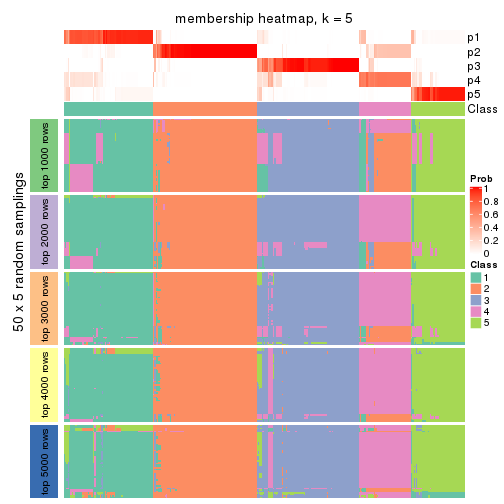 membership heatmap, k = 5
p1
p2
p3
p4
p5
Class
50 x 5 random samplings
top 1000 rows
top 2000 rows
top 3000 rows
top 4000 rows
top 5000 rows
Prob
1
0.8
0.6
0.4
0.2
0
Class
1
2
3
4
5